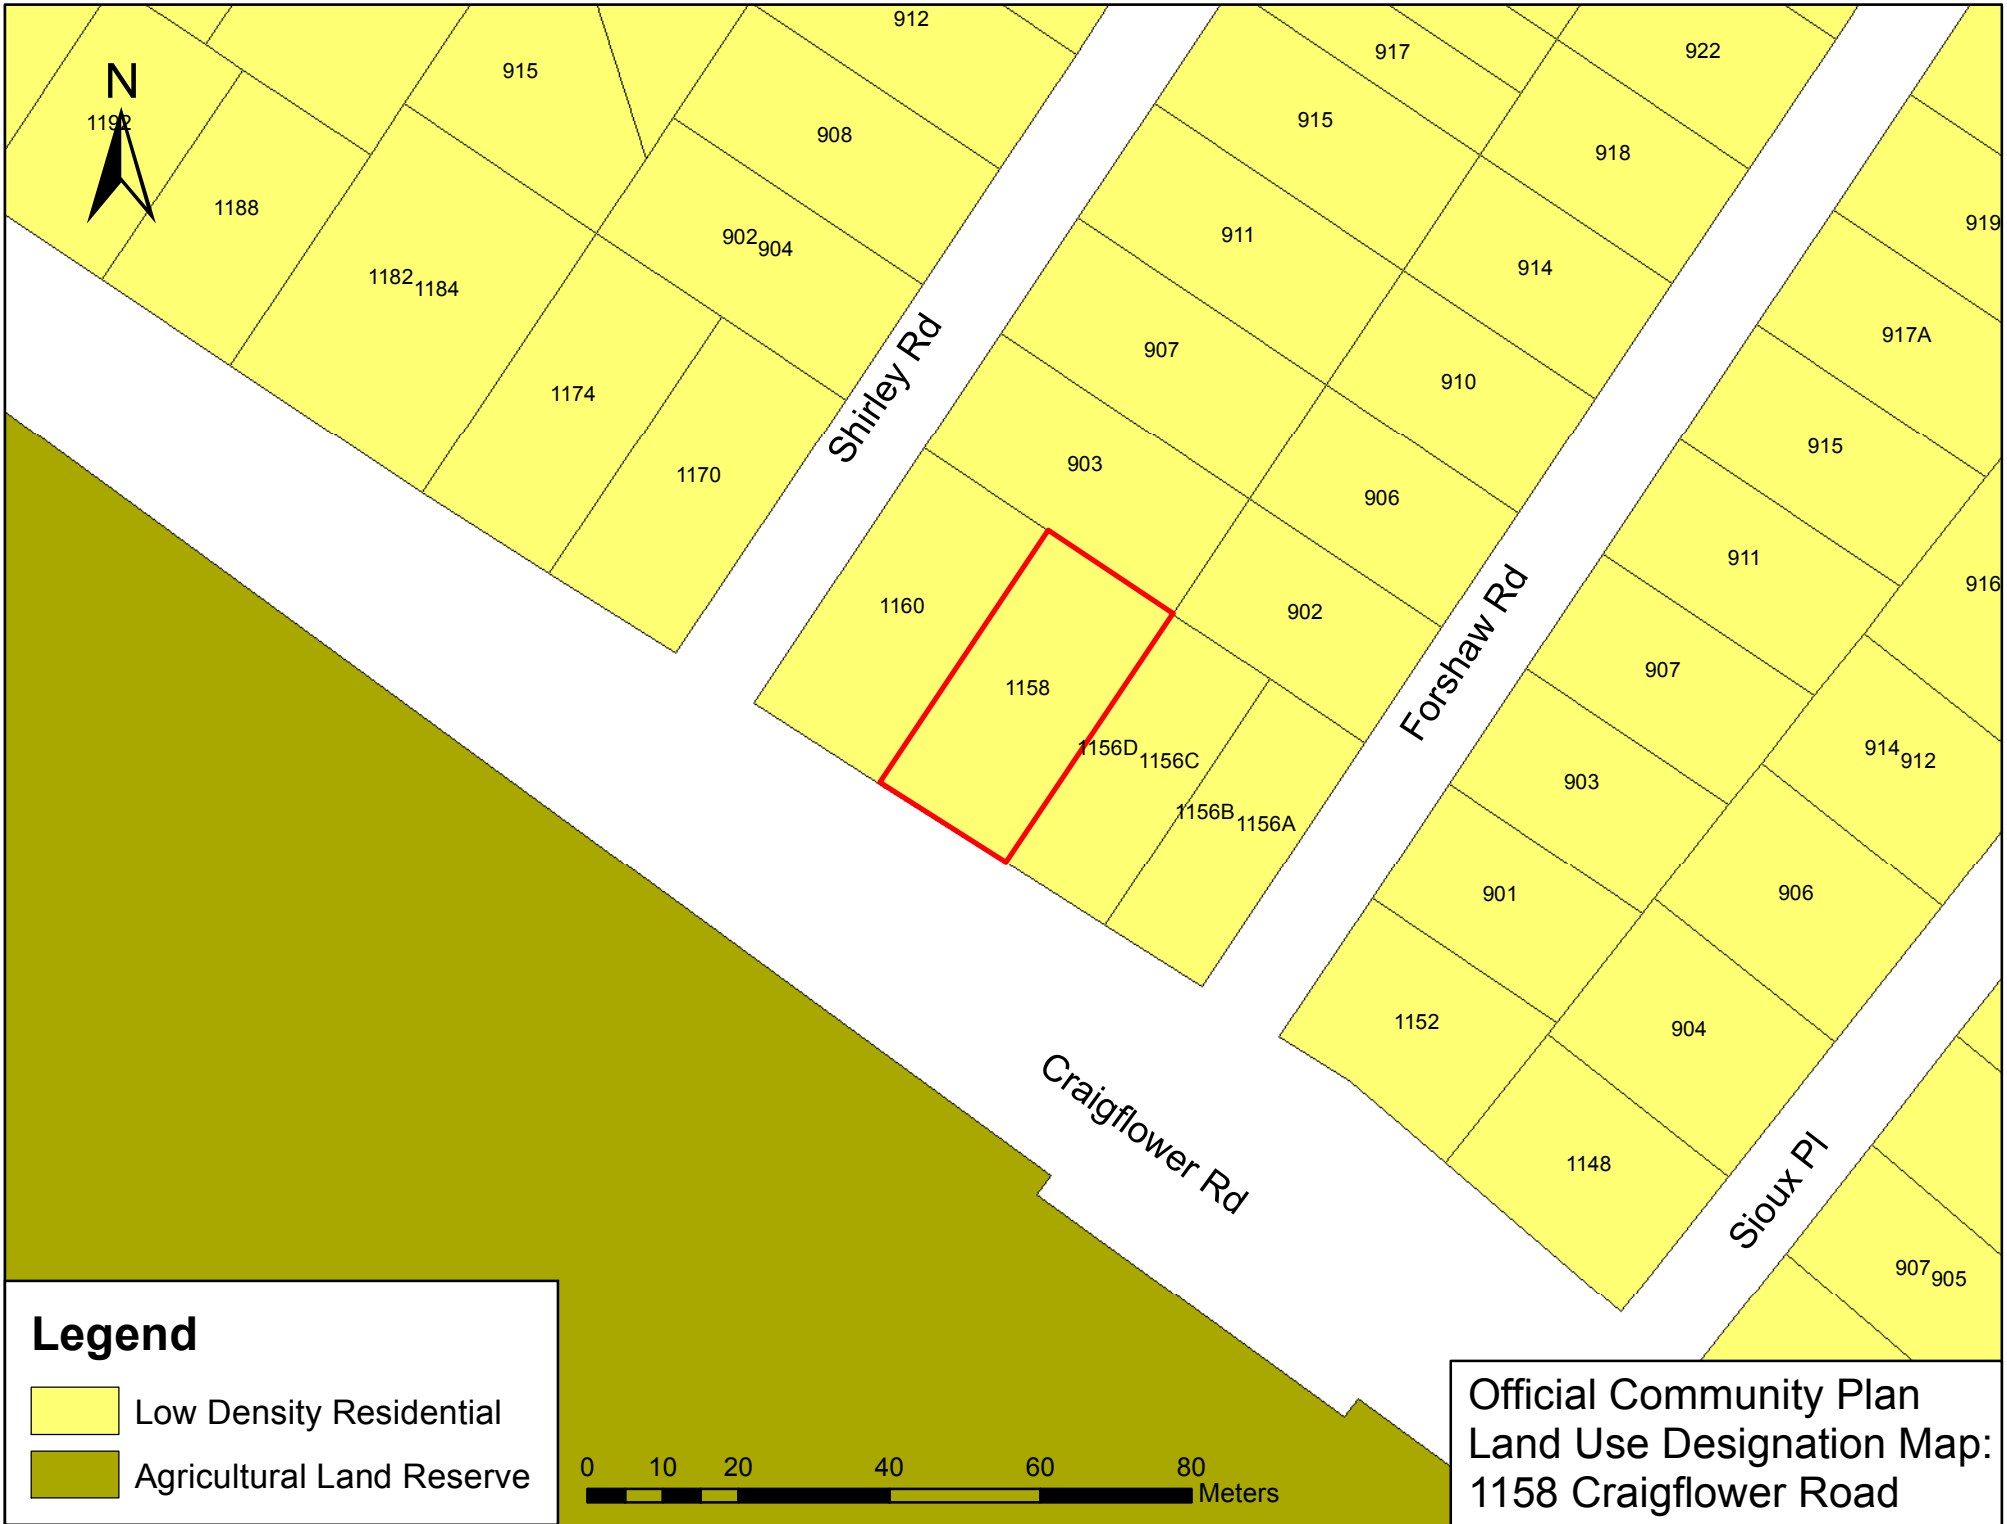 912
917
922
N
915
1192
908
915
918
1188
902 904
911
914
919
1182 1184
907
910
917A
1174
Shirley Rd
903
906
915
1170
911
916
1160
902
Forshaw Rd
907
1158
1156D 1156C
903
914 912
1156B 1156A
901
906
1152
904
Craigflower Rd
1148
Sioux Pl
907 905
Legend
Low Density Residential
Agricultural Land Reserve
0 10 20 40 60 80
Meters
Official Community Plan
Land Use Designation Map:
1158 Craigflower Road